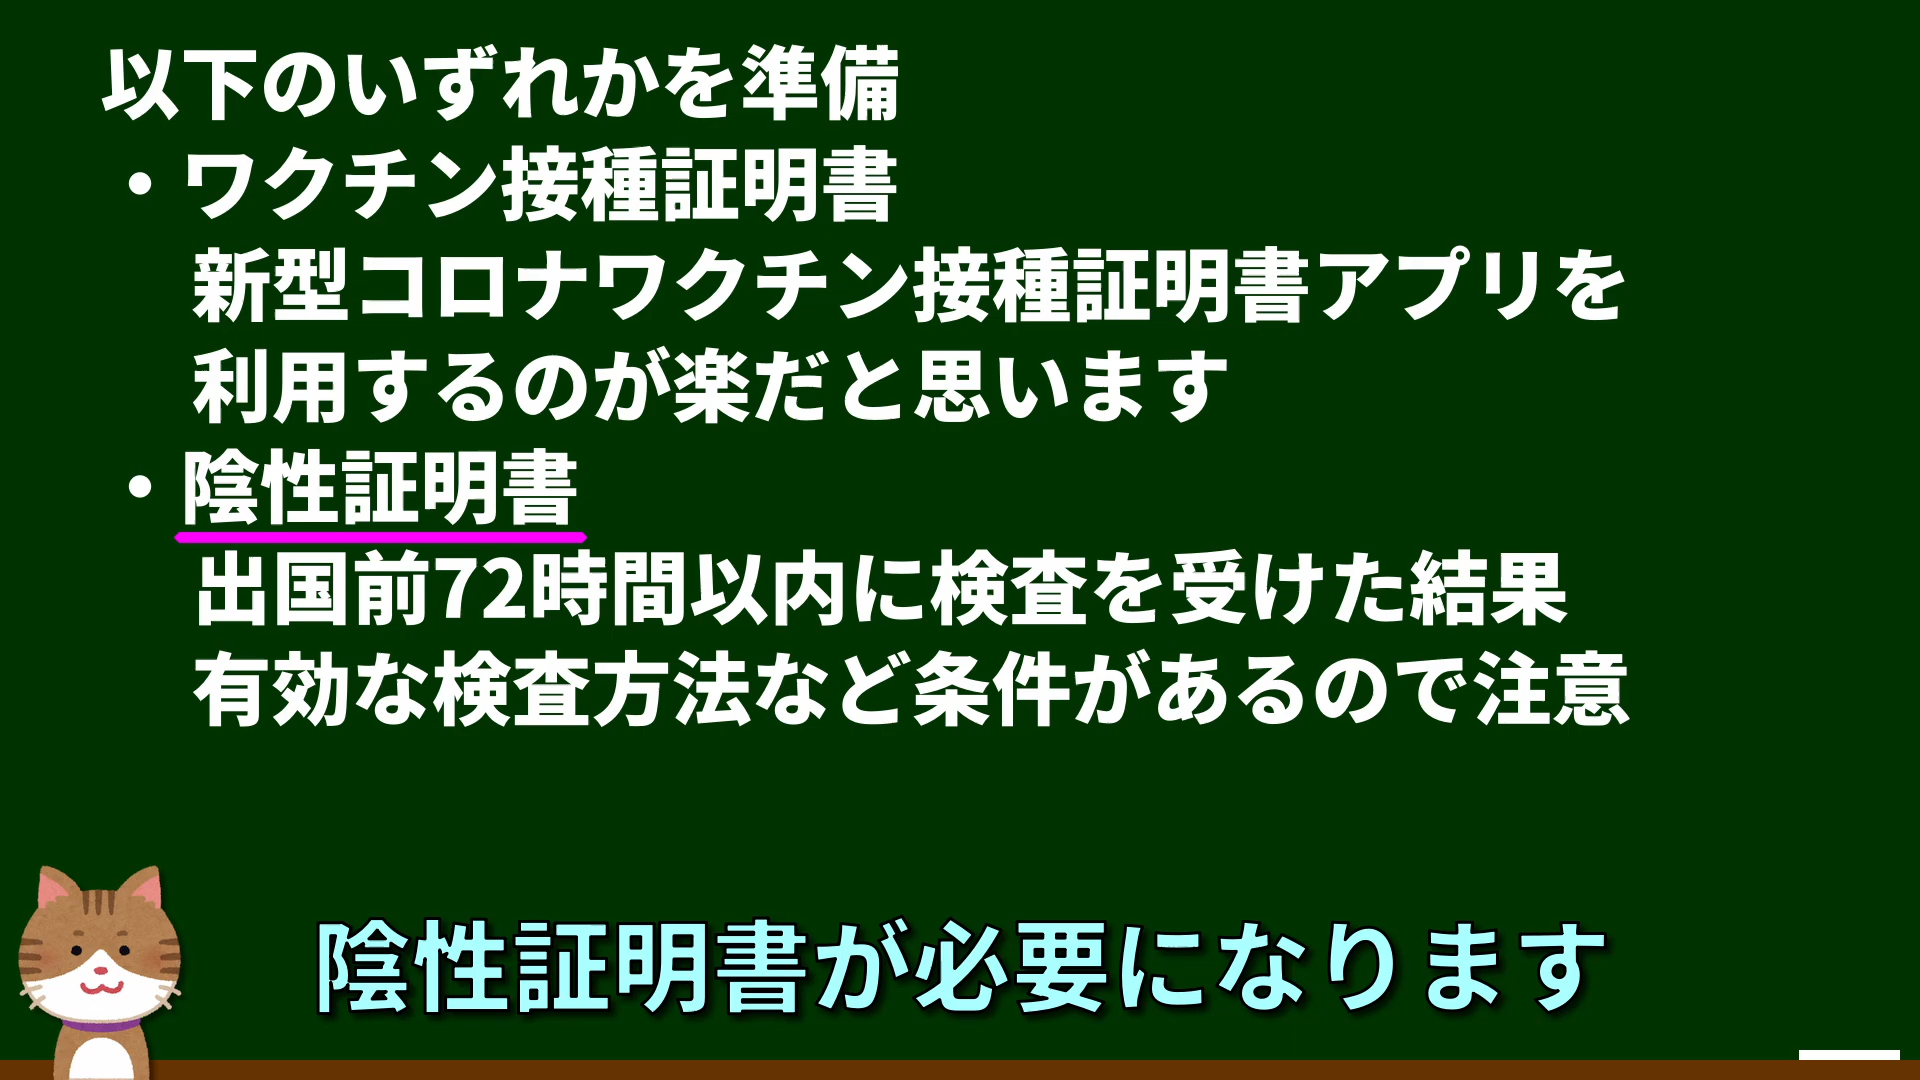 以下のいずれかを準備
・ワクチン接種証明書
新型コロナワクチン接種証明書アプリを
利用するのが楽だと思います
・陰性証明書
出国前72時間以内に検査を受けた結果
有効な検査方法など条件があるので注意
陰性証明書が必要になります